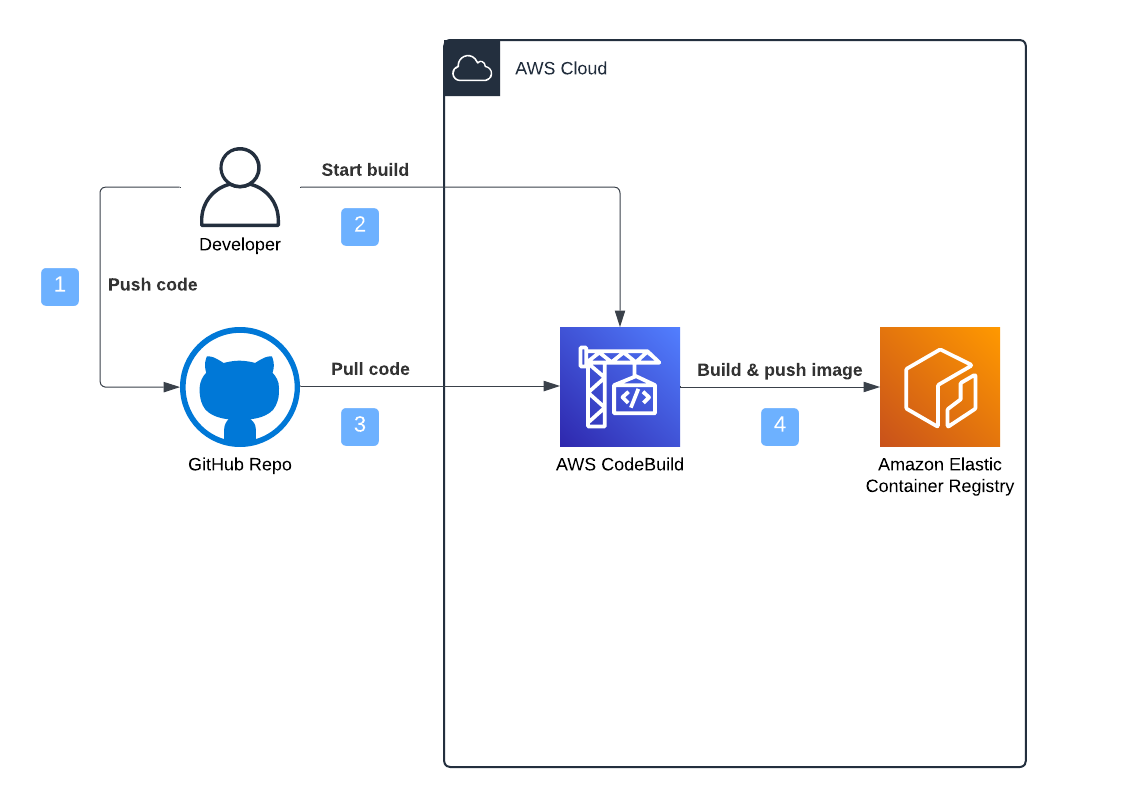 AWS Cloud
Start build
2
Developer
1
Push code
Pull code
3
GitHub Repo
</>
AWS CodeBuild
Build & push image
4
Amazon Elastic
Container Registry